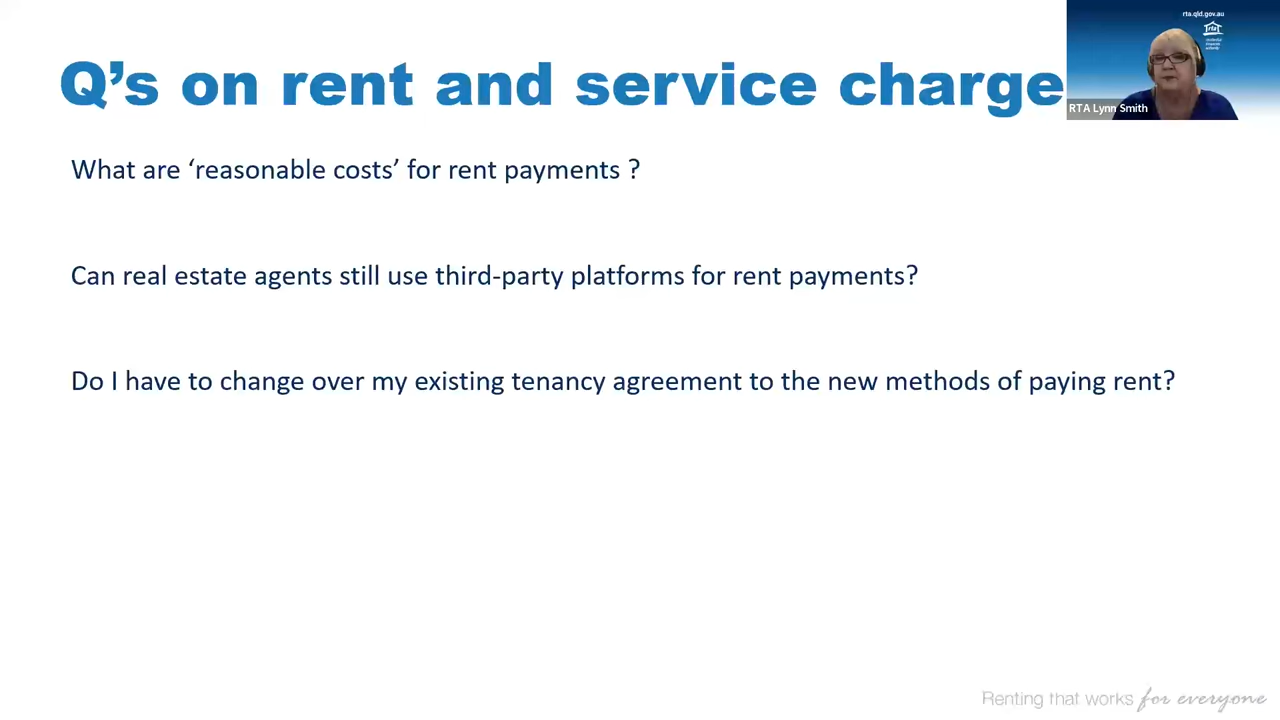 rta.qld.gov.au
rta
Q’s on rent and service charge
RTA Lynn Smith
What are ‘reasonable costs’ for rent payments ?
Can real estate agents still use third-party platforms for rent payments?
Do I have to change over my existing tenancy agreement to the new methods of paying rent?
Renting that works for everyone